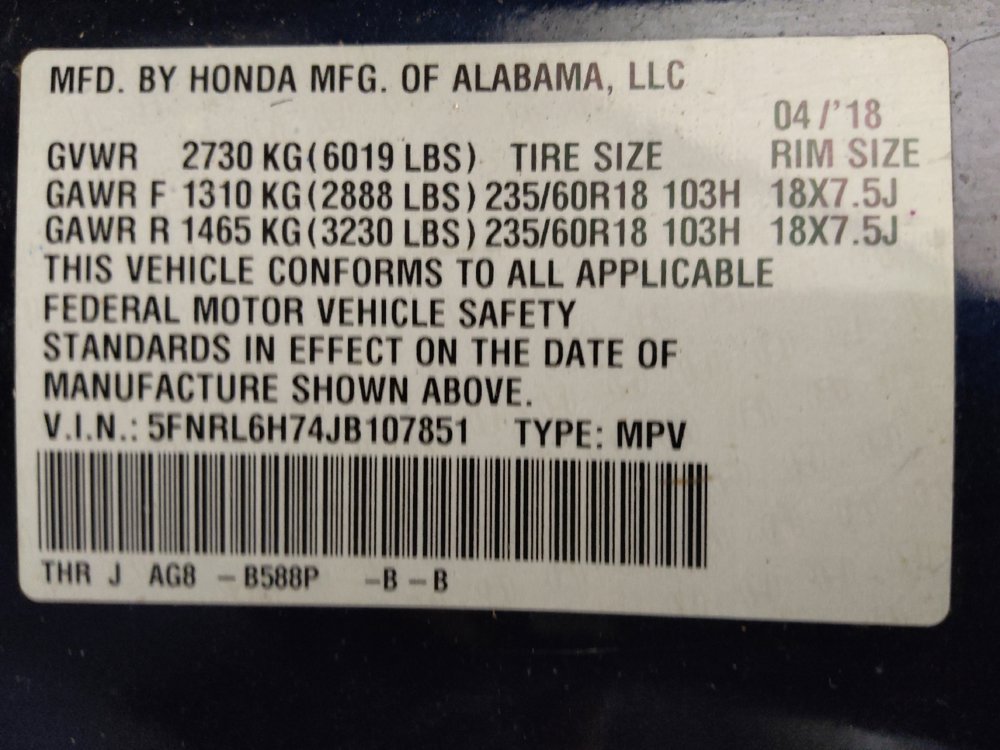 MFD. BY HONDA MFG. OF ALABAMA, LLC
04/'18
GVWR 2730 KG(6019 LBS) TIRE SIZE RIM SIZE
GAWR F 1310 KG(2888 LBS) 235/60R18 103H 18X7.5J
GAWR R 1465 KG(3230 LBS) 235/60R18 103H 18X7.5J
THIS VEHICLE CONFORMS TO ALL APPLICABLE
FEDERAL MOTOR VEHICLE SAFETY
STANDARDS IN EFFECT ON THE DATE OF
MANUFACTURE SHOWN ABOVE.
V.I.N.: 5FNRL6H74JB107851 TYPE: MPV
THR J AG8 -B588P -B-B